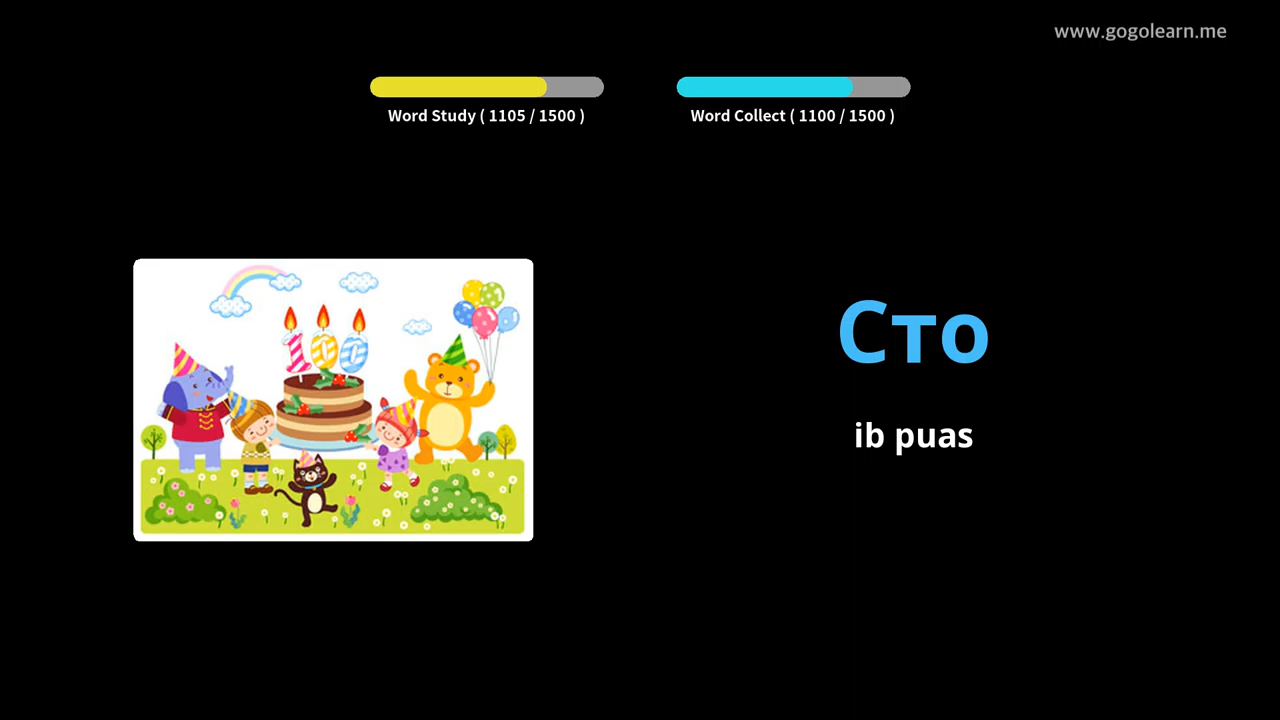 www.gogolearn.me
Word Study ( 1105 / 1500 )
Word Collect ( 1100 / 1500 )
100
Сто
ib puas